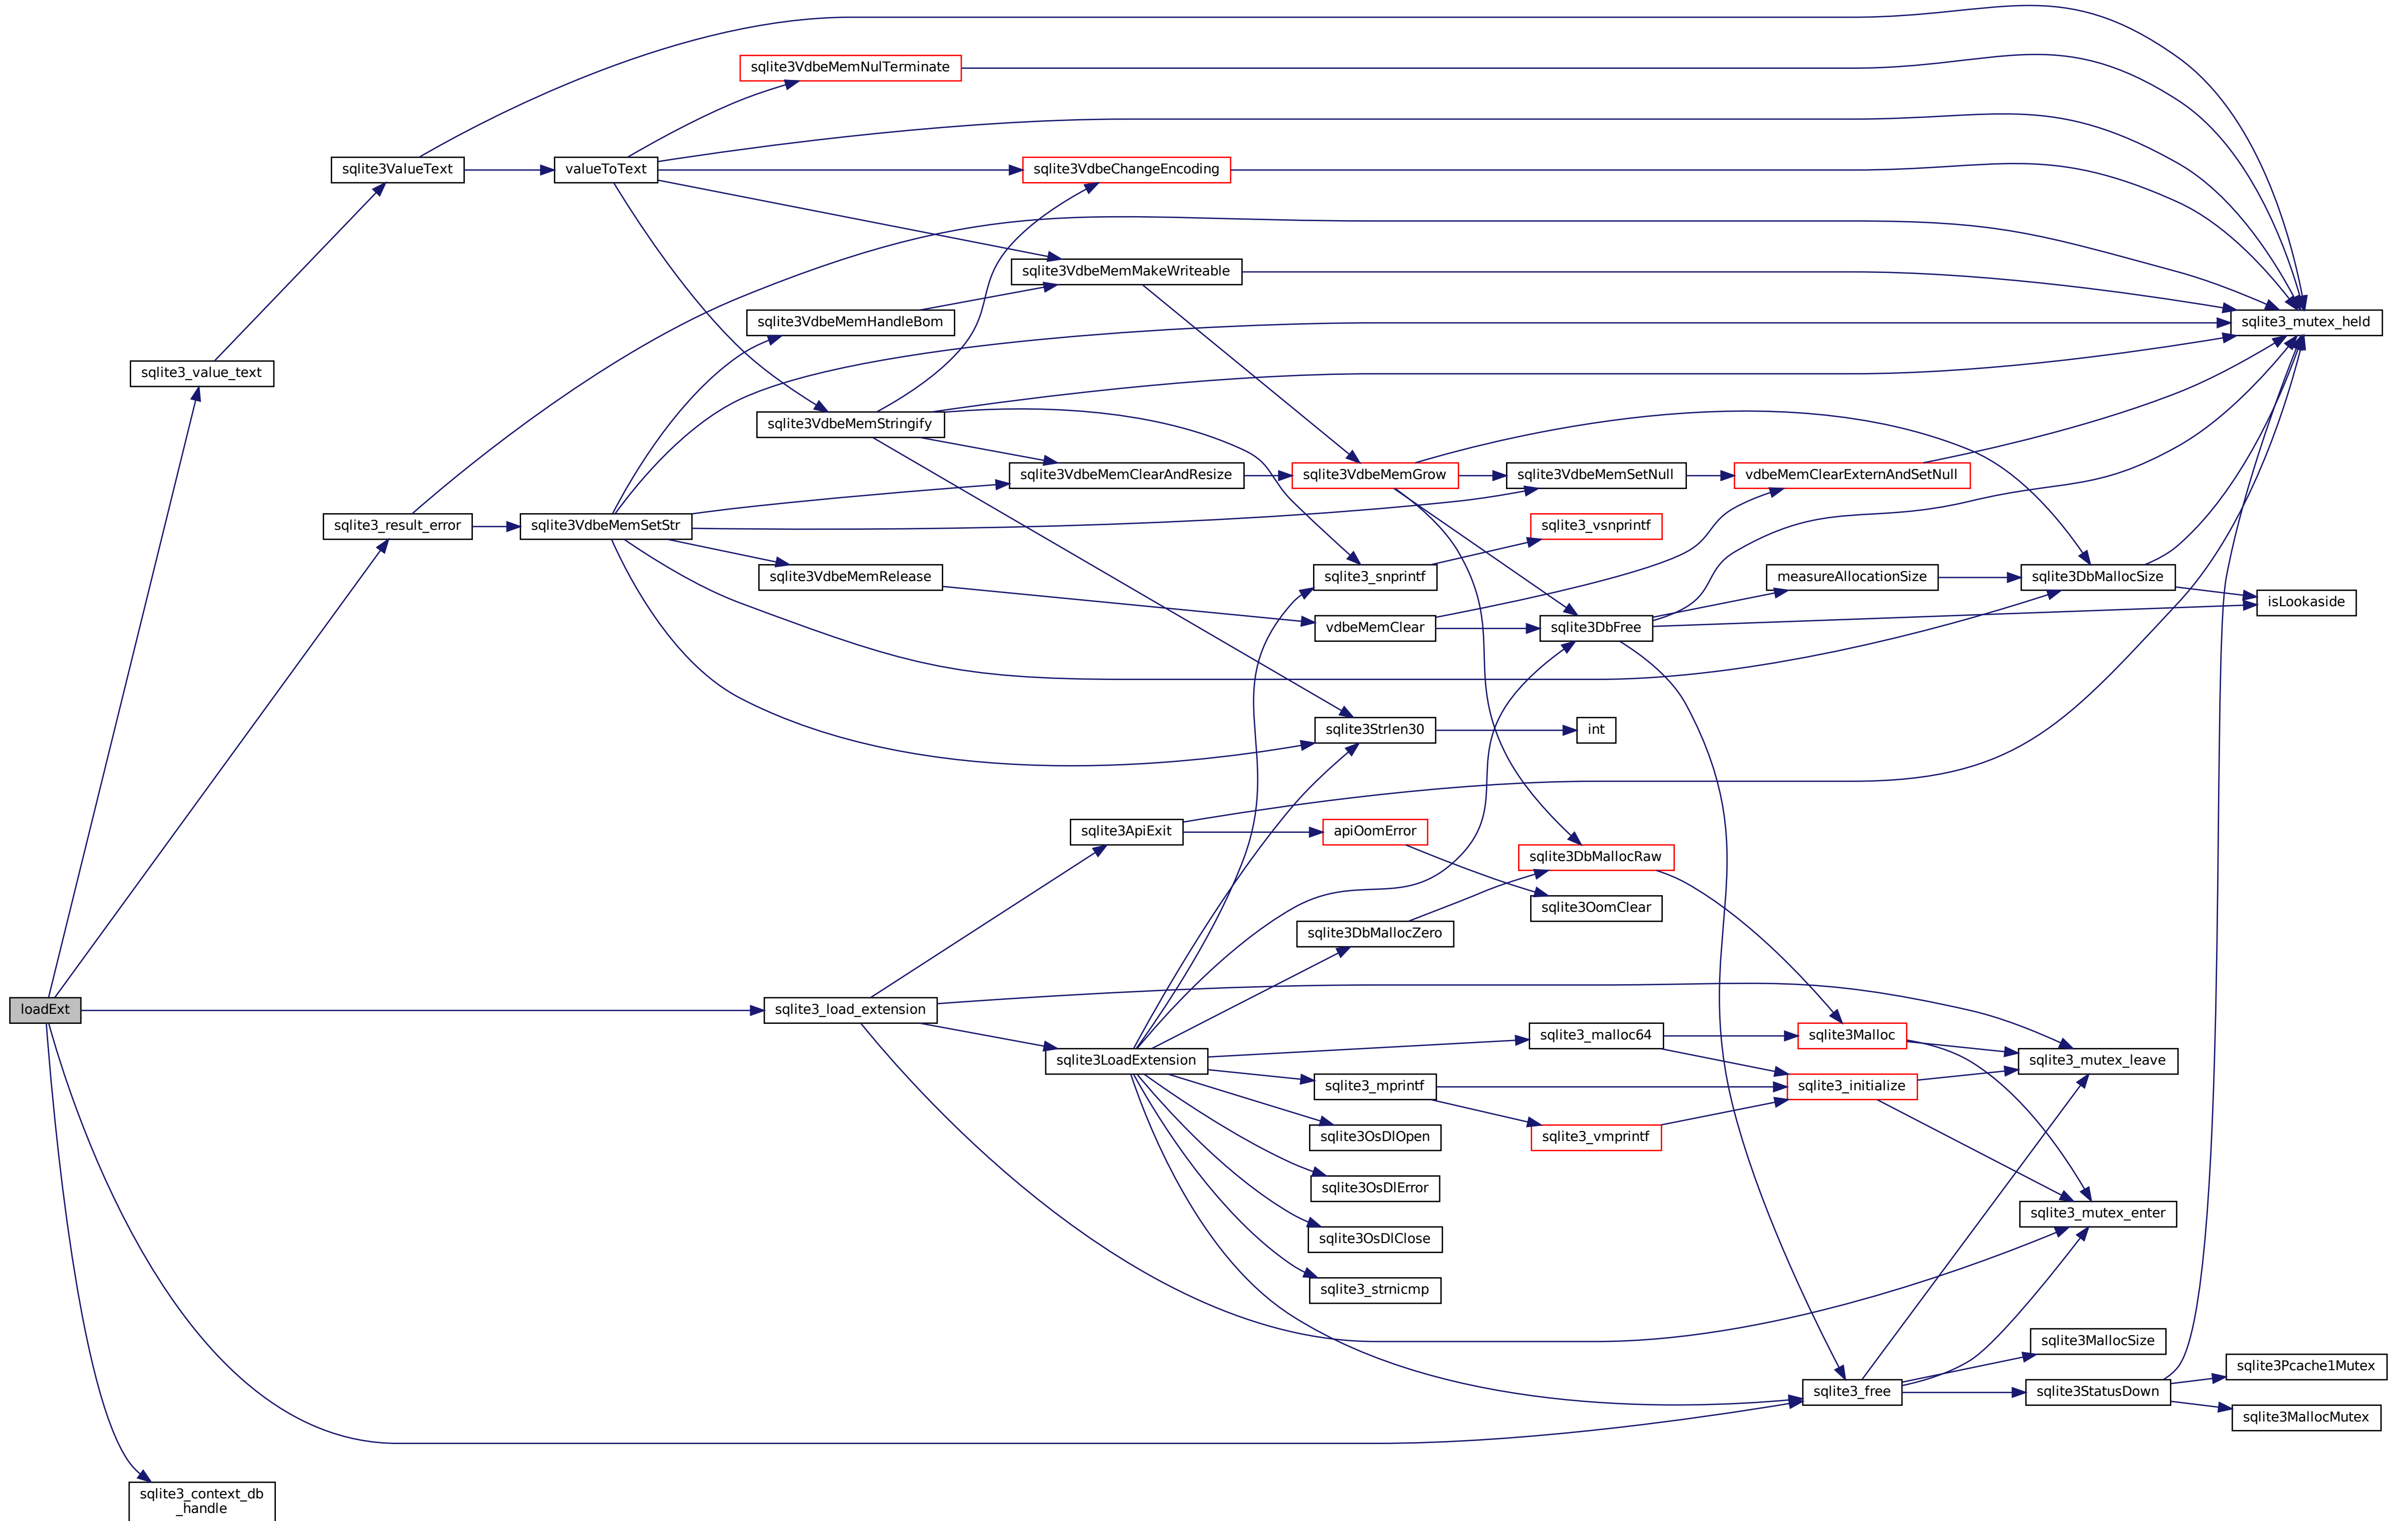 sqlite3VdbeMemNulTerminate
sqlite3ValueText
valueToText
sqlite3VdbeChangeEncoding
sqlite3VdbeMemMakeWriteable
sqlite3VdbeMemHandleBom
sqlite3_mutex_held
sqlite3_value_text
sqlite3VdbeMemStringify
sqlite3VdbeMemClearAndResize
sqlite3VdbeMemGrow
sqlite3VdbeMemSetNull
vdbeMemClearExternAndSetNull
sqlite3_result_error
sqlite3VdbeMemSetStr
sqlite3_vsnprintf
sqlite3VdbeMemRelease
sqlite3_snprintf
measureAllocationSize
sqlite3DbMallocSize
isLookaside
vdbeMemClear
sqlite3DbFree
sqlite3Strlen30
int
sqlite3ApiExit
apiOomError
sqlite3DbMallocRaw
sqlite3OomClear
sqlite3DbMallocZero
loadExt
sqlite3_load_extension
sqlite3LoadExtension
sqlite3_malloc64
sqlite3Malloc
sqlite3_mutex_leave
sqlite3_mprintf
sqlite3_initialize
sqlite3OsDlOpen
sqlite3_vmprintf
sqlite3OsDlError
sqlite3_mutex_enter
sqlite3OsDlClose
sqlite3_strnicmp
sqlite3MallocSize
sqlite3Pcache1Mutex
sqlite3_free
sqlite3StatusDown
sqlite3MallocMutex
sqlite3_context_db
_handle